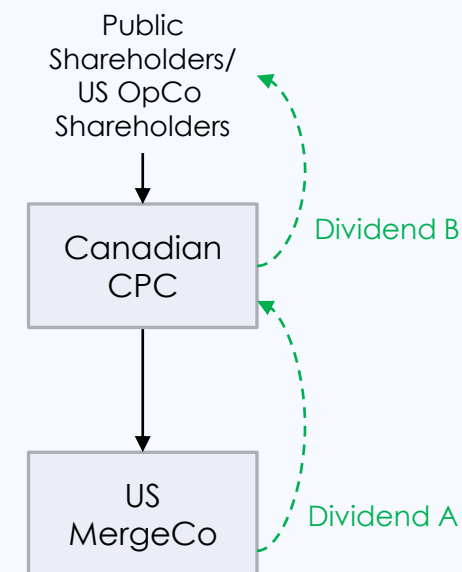 Public
Shareholders/
US OpCo
Shareholders
Dividend B
Canadian
CPC
US
MergeCo
Dividend A